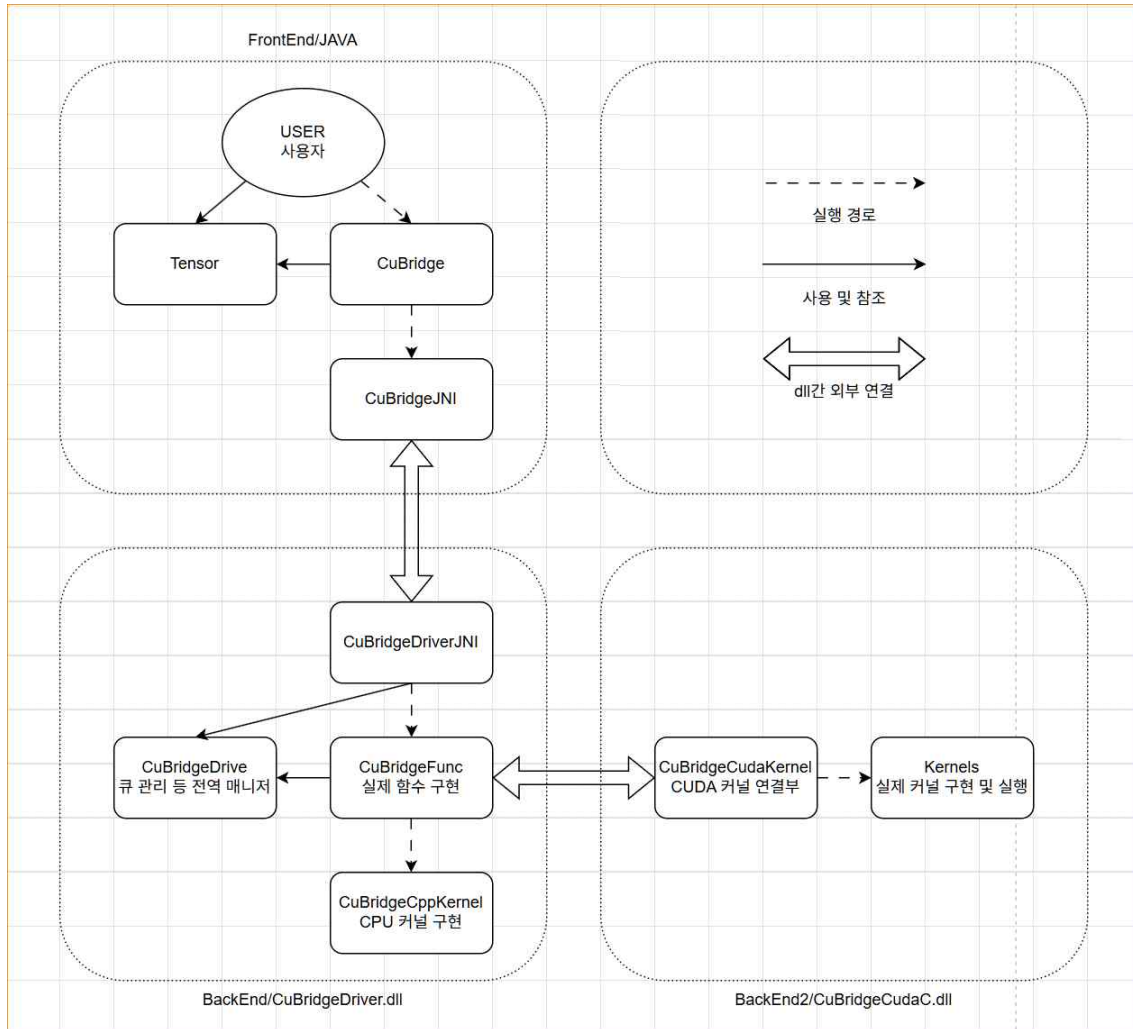 FrontEnd/JAVA
USER
사용자
Tensor
CuBridge
CuBridgeJNI
실행 경로
사용 및 참조
dll간 외부 연결
CuBridgeDriverJNI
CuBridgeDrive
큐 관리 등 전역 매니저
CuBridgeFunc
실제 함수 구현
CuBridgeCudaKernel
CUDA 커널 연결부
Kernels
실제 커널 구현 및 실행
CuBridgeCppKernel
CPU 커널 구현
BackEnd/CuBridgeDriver.dll
BackEnd2/CuBridgeCudaC.dll